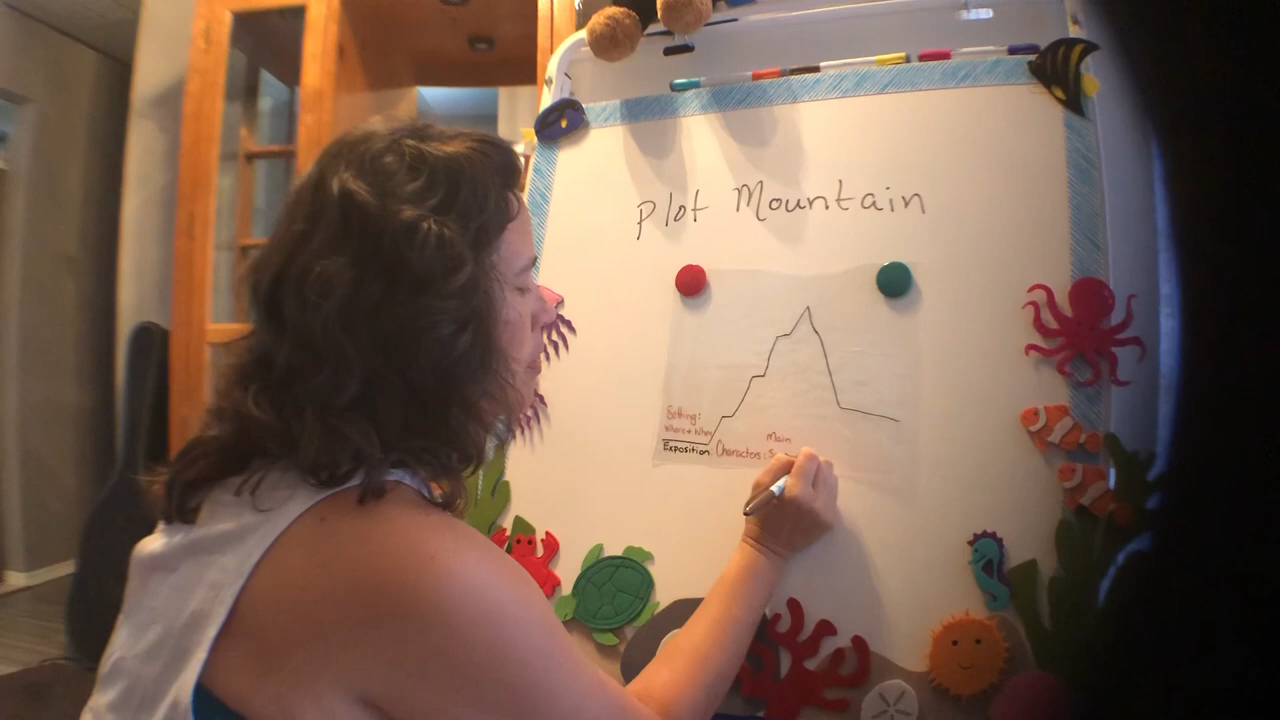 Plot Mountain
Setting:
Where + When
Exposition
Main
Characters: S